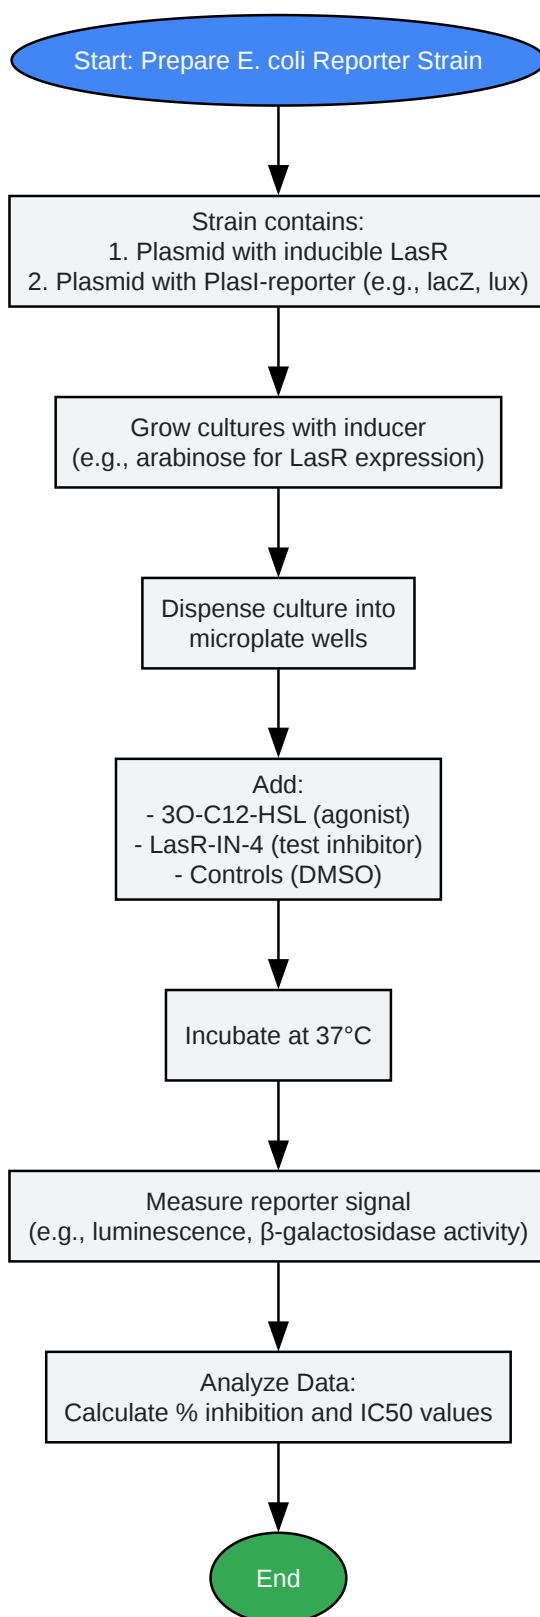 Start: Prepare E. coli Reporter Strain
Strain contains:
1. Plasmid with inducible LasR
2. Plasmid with PlasI-reporter (e.g., lacZ, lux)
Grow cultures with inducer
(e.g., arabinose for LasR expression)
Dispense culture into
microplate wells
Add:
- 3O-C12-HSL (agonist)
- LasR-IN-4 (test inhibitor)
- Controls (DMSO)
Incubate at 37°C
Measure reporter signal
(e.g., luminescence, β-galactosidase activity)
Analyze Data:
Calculate % inhibition and IC50 values
End